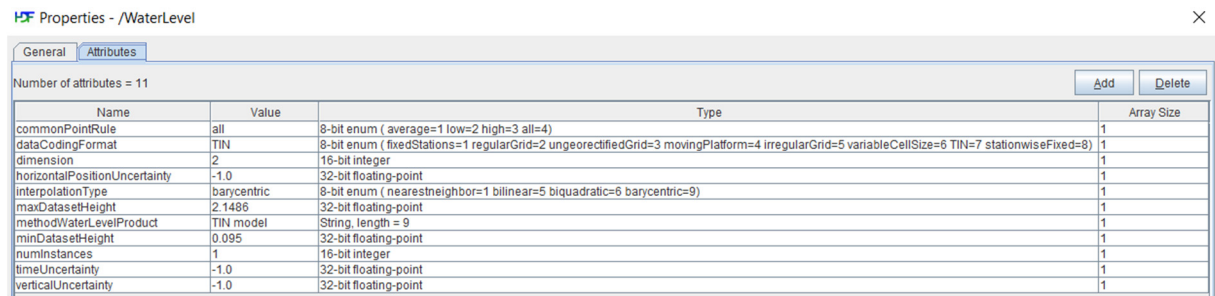 HDF Properties - /WaterLevel
General Attributes
Number of attributes = 11 Add Delete
Name Value Type Array Size
commonPointRule all 8-bit enum ( average=1 low=2 high=3 all=4) 1
dataCodingFormat TIN 8-bit enum ( fixedStations=1 regularGrid=2 ungeorectifiedGrid=3 movingPlatform=4 irregularGrid=5 variableCellSize=6 TIN=7 stationwiseFixed=8) 1
dimension 2 16-bit integer 1
horizontalPositionUncertainty -1.0 32-bit floating-point 1
interpolationType barycentric 8-bit enum ( nearestneighbor=1 bilinear=5 biquadratic=6 barycentric=9) 1
maxDatasetHeight 2.1486 32-bit floating-point 1
methodWaterLevelProduct TIN model String, length = 9 1
minDatasetHeight 0.095 32-bit floating-point 1
numInstances 1 16-bit integer 1
timeUncertainty -1.0 32-bit floating-point 1
verticalUncertainty -1.0 32-bit floating-point 1